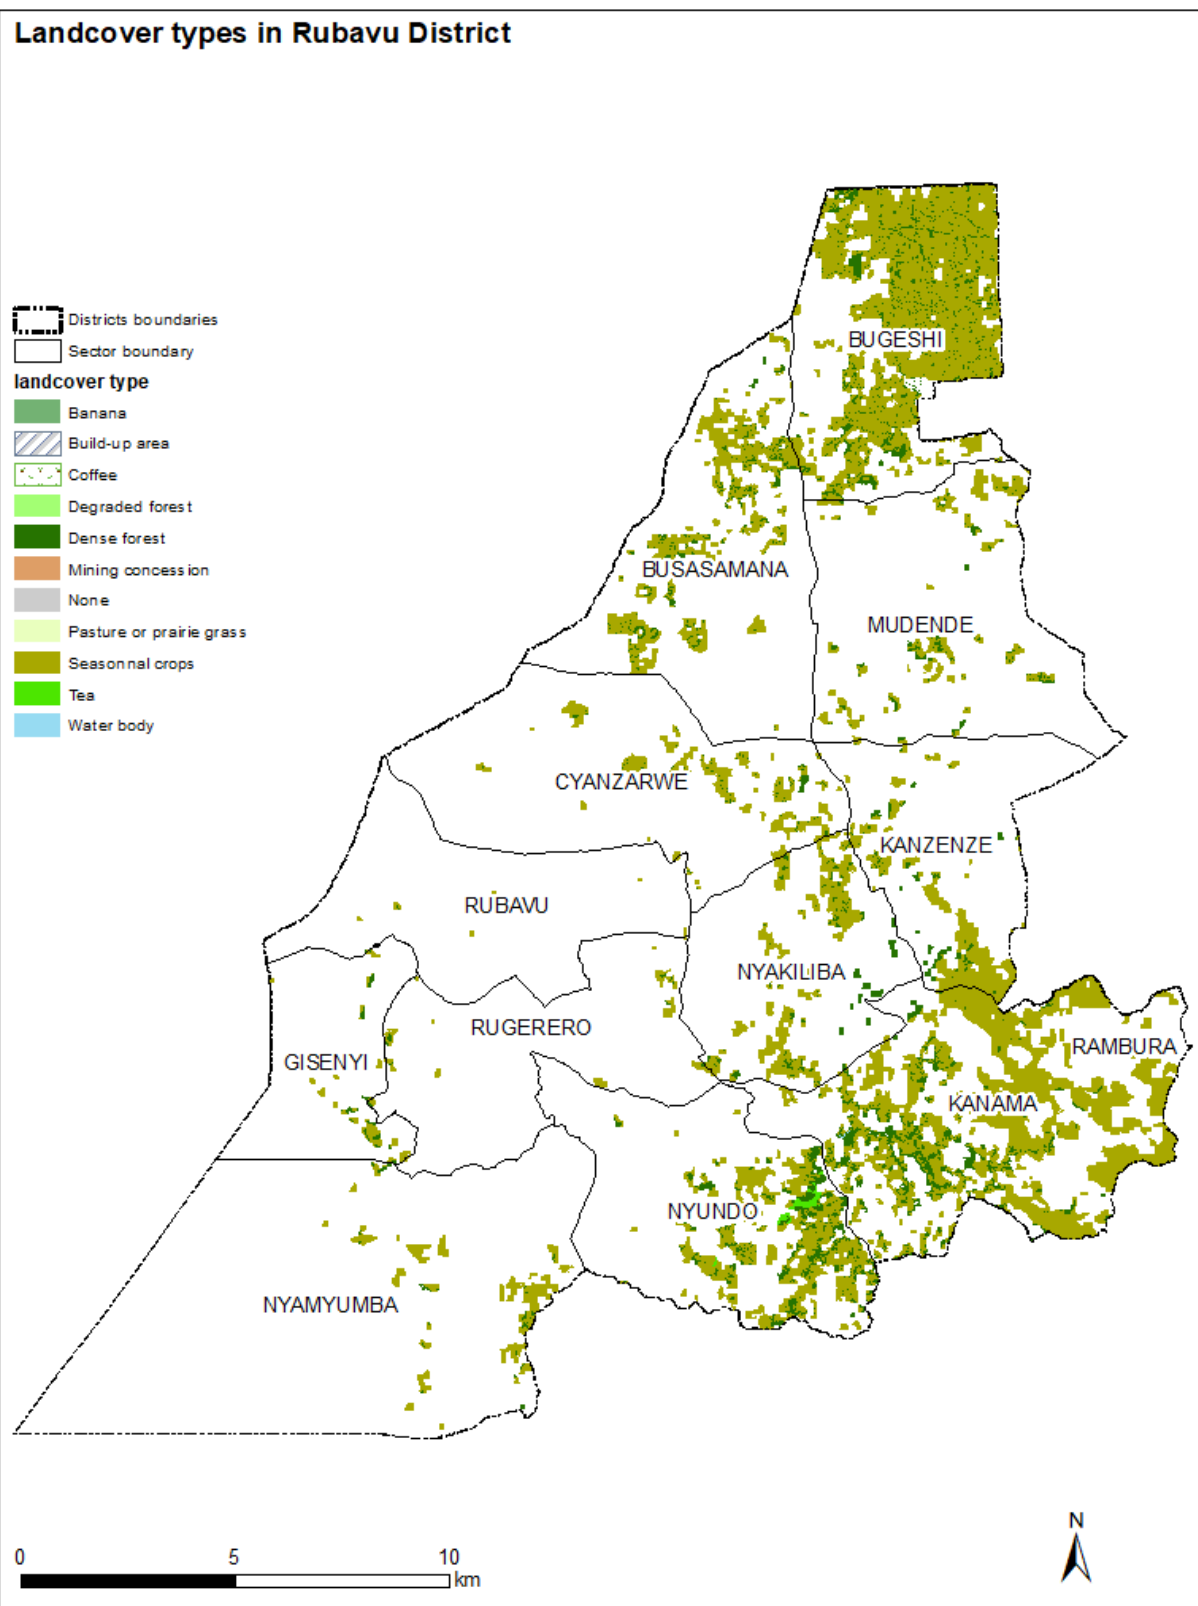 Landcover types in Rubavu District
Districts boundaries
Sector boundary
landcover type
Banana
Build-up area
Coffee
Degraded forest
Dense forest
Mining concession
None
Pasture or prairie grass
Seasonnal crops
Tea
Water body
BUGESHI
BUSASAMANA
MUDENDE
CYANZARWE
KANZENZE
RUBAVU
NYAKILIBA
RUGERERO
RAMBURA
GISENYI
KANAMA
NYUNDO
NYAMYUMBA
N
0 5 10
km